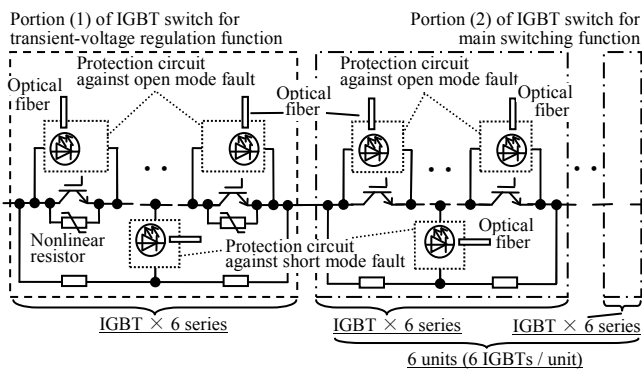 Portion (1) of IGBT switch for
transient-voltage regulation function
Portion (2) of IGBT switch for
main switching function
Protection circuit
against open mode fault
Optical
fiber
Optical
fiber
Protection circuit
against open mode fault
Optical
fiber
Nonlinear
resistor
Protection circuit
against short mode fault
Optical
fiber
IGBT × 6 series
IGBT × 6 series
IGBT × 6 series
6 units (6 IGBTs / unit)